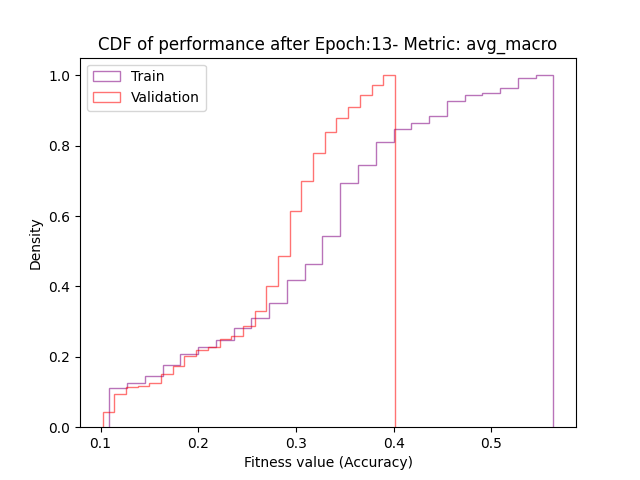 CDF of performance after Epoch:13- Metric: avg_macro
Train
Validation
1.0
0.8
0.6
0.4
0.2
0.0
Density
0.1
0.2
0.3
0.4
0.5
Fitness value (Accuracy)